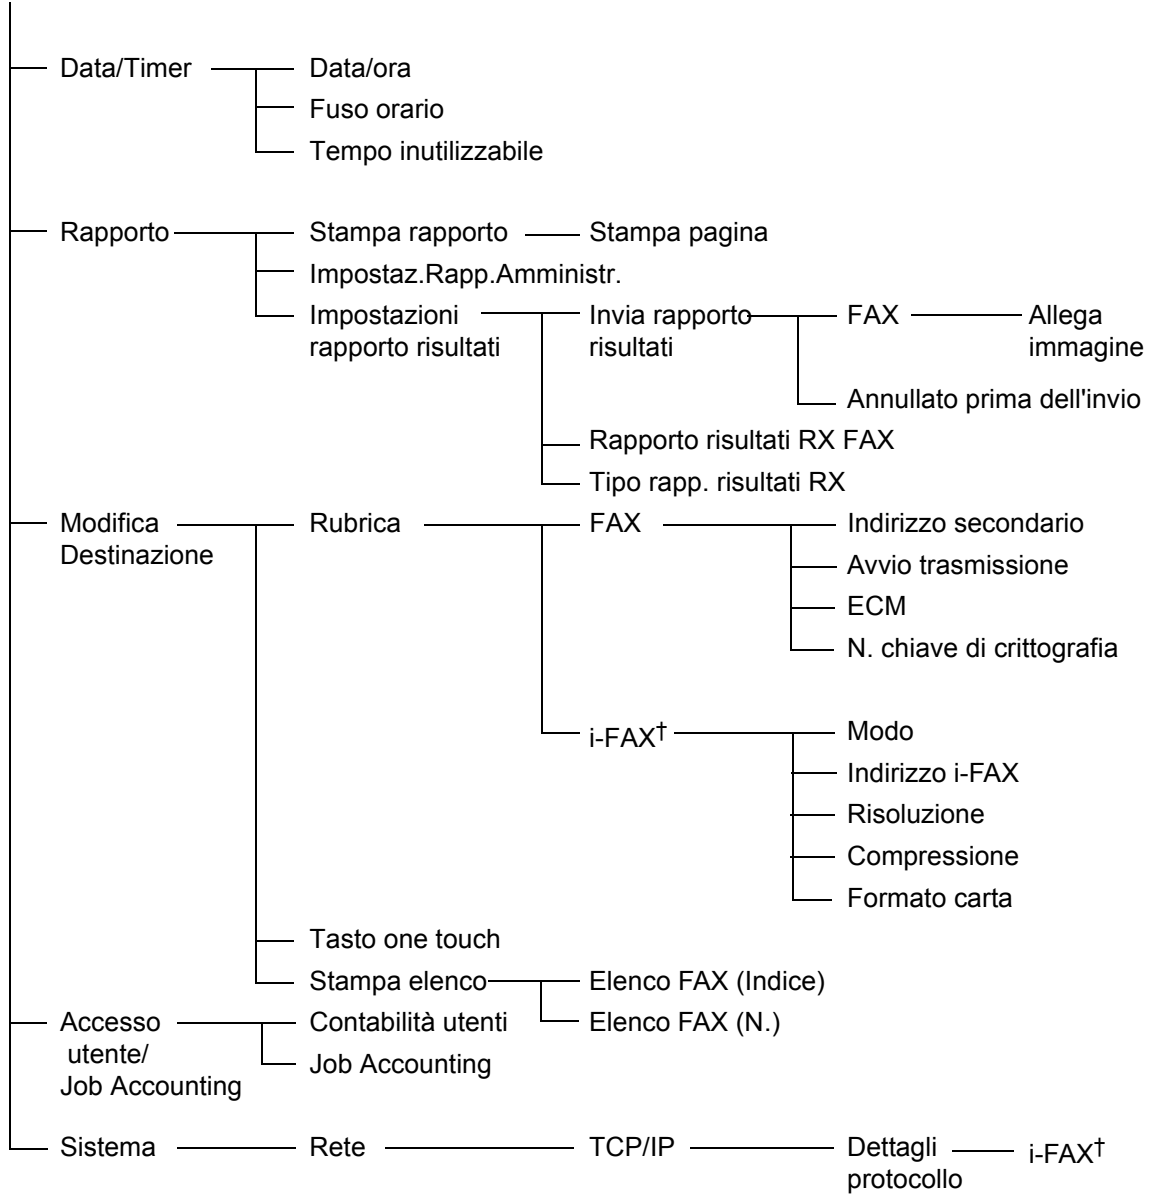 Data/Timer Data/ora
Fuso orario
Tempo inutilizzabile
Rapporto Stampa rapporto Stampa pagina
Impostaz.Rapp.Amministr.
Impostazioni Invia rapporto FAX Allega
rapporto risultati risultati immagine
Annullato prima dell'invio
Rapporto risultati RX FAX
Tipo rapp. risultati RX
Modifica Rubrica FAX Indirizzo secondario
Destinazione
Avvio trasmissione
ECM
N. chiave di crittografia
i-FAX† Modo
Indirizzo i-FAX
Risoluzione
Compressione
Formato carta
Tasto one touch
Stampa elenco Elenco FAX (Indice)
Accesso Contabilità utenti Elenco FAX (N.)
utente/
Job Accounting
Job Accounting
Sistema Rete TCP/IP Dettagli i-FAX†
protocollo